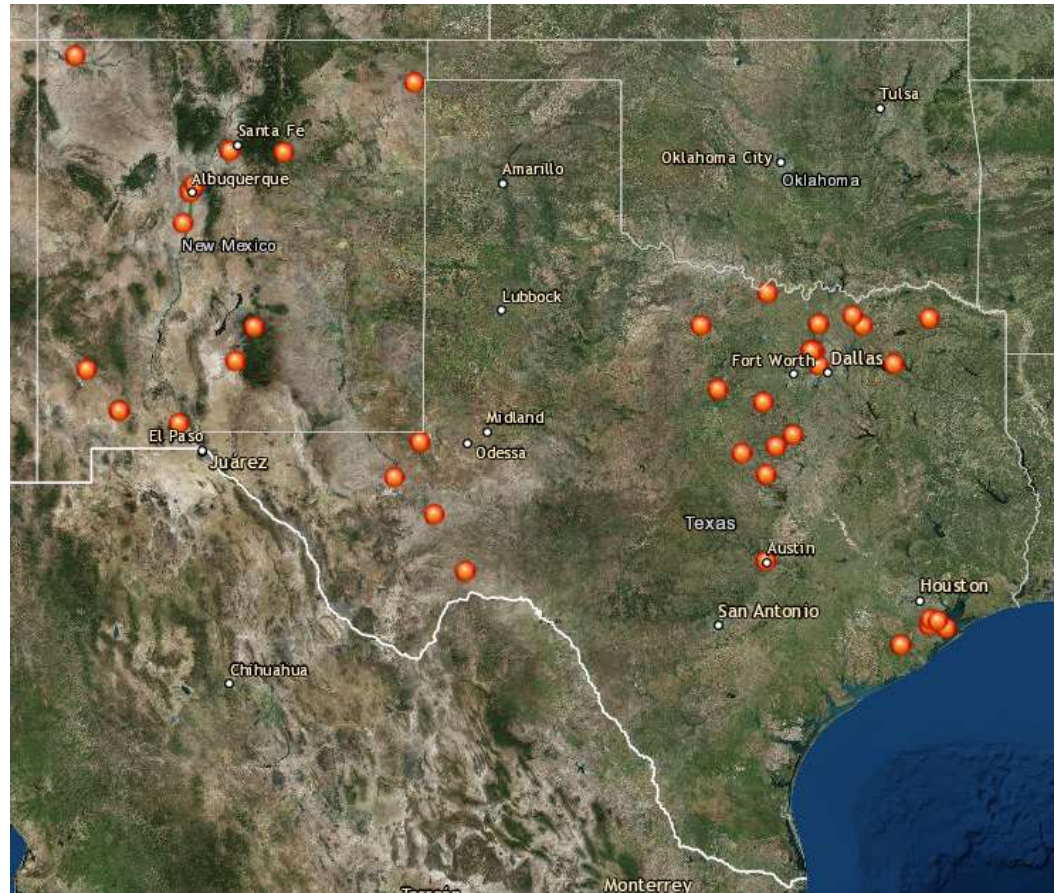 Tulsa
Santa Fe
Oklahoma City
Amarillo
Oklahoma
Albuquerque
New Mexico
Lubbock
Fort Worth
Dallas
Midland
El Paso
Odessa
Juárez
Texas
Austin
Houston
San Antonio
Chihuahua
Monterrey